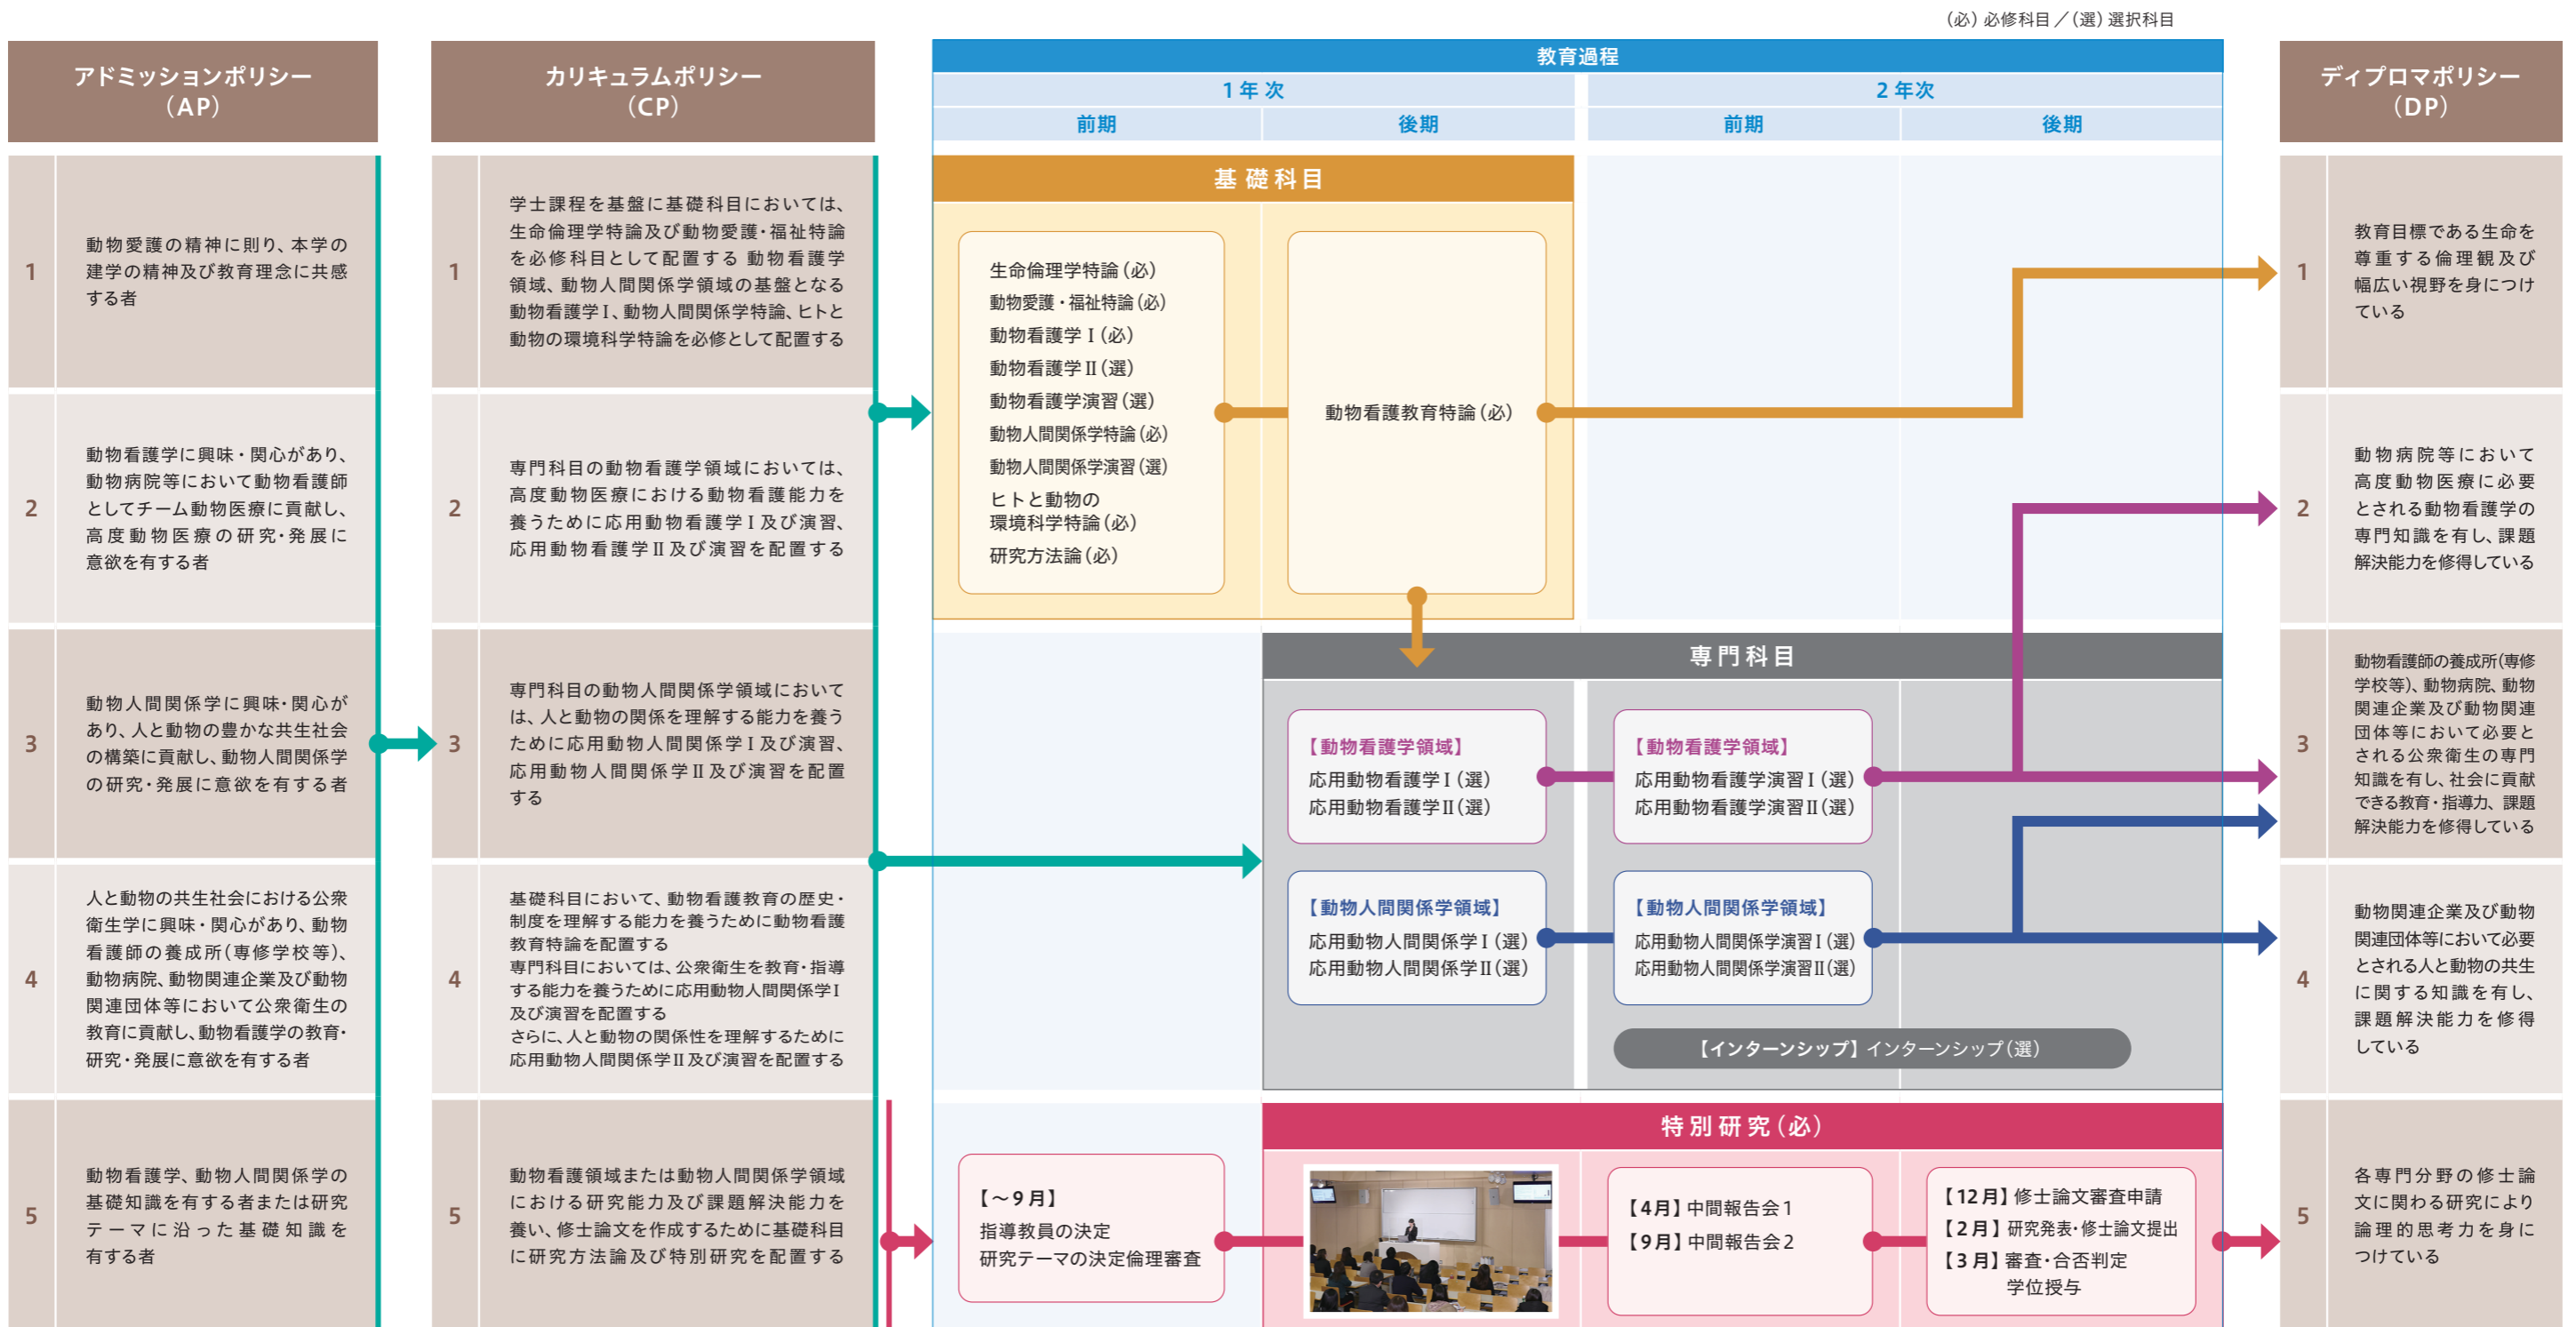 (必) 必修科目／(選) 選択科目
アドミッションポリシー
（AP）
1
動物愛護の精神に則り、本学の
建学の精神及び教育理念に共感
する者
2
動物看護学に興味・関心があり、
動物病院等において動物看護師
としてチーム動物医療に貢献し、
高度動物医療の研究・発展に
意欲を有する者
3
動物人間関係学に興味・関心が
あり、人と動物の豊かな共生社会
の構築に貢献し、動物人間関係学
の研究・発展に意欲を有する者
4
人と動物の共生社会における公衆
衛生学に興味・関心があり、動物
看護師の養成所(専修学校等)、
動物病院、動物関連企業及び動物
関連団体等において公衆衛生の
教育に貢献し、動物看護学の教育・
研究・発展に意欲を有する者
5
動物看護学、動物人間関係学の
基礎知識を有する者または研究
テーマに沿った基礎知識を
有する者
カリキュラムポリシー
（CP）
1
学士課程を基盤に基礎科目においては、
生命倫理学特論及び動物愛護・福祉特論
を必修科目として配置する 動物看護学
領域、動物人間関係学領域の基盤となる
動物看護学Ⅰ、動物人間関係学特論、ヒトと
動物の環境科学特論を必修として配置する
2
専門科目の動物看護学領域においては、
高度動物医療における動物看護能力を
養うために応用動物看護学Ⅰ及び演習、
応用動物看護学Ⅱ及び演習を配置する
3
専門科目の動物人間関係学領域において
は、人と動物の関係を理解する能力を養う
ために応用動物人間関係学Ⅰ及び演習、
応用動物人間関係学Ⅱ及び演習を配置
する
4
基礎科目において、動物看護教育の歴史・
制度を理解する能力を養うために動物看護
教育特論を配置する
専門科目においては、公衆衛生を教育・指導
する能力を養うために応用動物人間関係学Ⅰ
及び演習を配置する
さらに、人と動物の関係性を理解するために
応用動物人間関係学Ⅱ及び演習を配置する
5
動物看護領域または動物人間関係学領域
における研究能力及び課題解決能力を
養い、修士論文を作成するために基礎科目
に研究方法論及び特別研究を配置する
教育過程
1年次
2年次
前期
後期
前期
後期
基礎科目
生命倫理学特論(必)
動物愛護・福祉特論(必)
動物看護学Ⅰ(必)
動物看護学Ⅱ(選)
動物看護学演習(選)
動物人間関係学特論(必)
動物人間関係学演習(選)
ヒトと動物の
環境科学特論(必)
研究方法論(必)
動物看護教育特論(必)
専門科目
【動物看護学領域】
応用動物看護学Ⅰ(選)
応用動物看護学Ⅱ(選)
【動物看護学領域】
応用動物看護学演習Ⅰ(選)
応用動物看護学演習Ⅱ(選)
【動物人間関係学領域】
応用動物人間関係学Ⅰ(選)
応用動物人間関係学Ⅱ(選)
【動物人間関係学領域】
応用動物人間関係学演習Ⅰ(選)
応用動物人間関係学演習Ⅱ(選)
【インターンシップ】インターンシップ(選)
特別研究(必)
【～9月】
指導教員の決定
研究テーマの決定倫理審査
【4月】中間報告会1
【9月】中間報告会2
【12月】修士論文審査申請
【2月】研究発表・修士論文提出
【3月】審査・合否判定
学位授与
ディプロマポリシー
（DP）
1
教育目標である生命を
尊重する倫理観及び
幅広い視野を身につけ
ている
2
動物病院等において
高度動物医療に必要
とされる動物看護学の
専門知識を有し、課題
解決能力を修得している
3
動物看護師の養成所(専修
学校等)、動物病院、動物
関連企業及び動物関連
団体等において必要と
される公衆衛生の専門
知識を有し、社会に貢献
できる教育・指導力、課題
解決能力を修得している
4
動物関連企業及び動物
関連団体等において必要
とされる人と動物の共生
に関する知識を有し、
課題解決能力を修得
している
5
各専門分野の修士論
文に関わる研究により
論理的思考力を身に
つけている